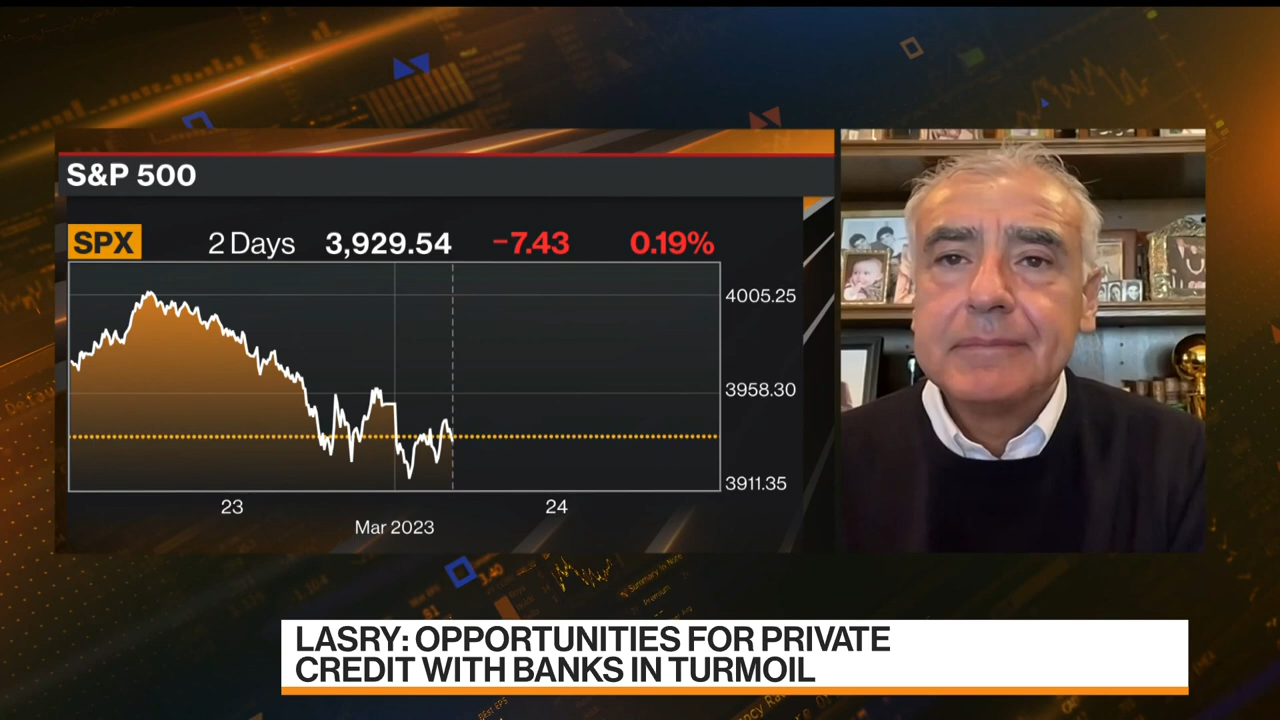 S&P 500
SPX 2 Days 3,929.54 −7.43 0.19%
4005.25
3958.30
3911.35
23 24
Mar 2023
LASRY: OPPORTUNITIES FOR PRIVATE
CREDIT WITH BANKS IN TURMOIL